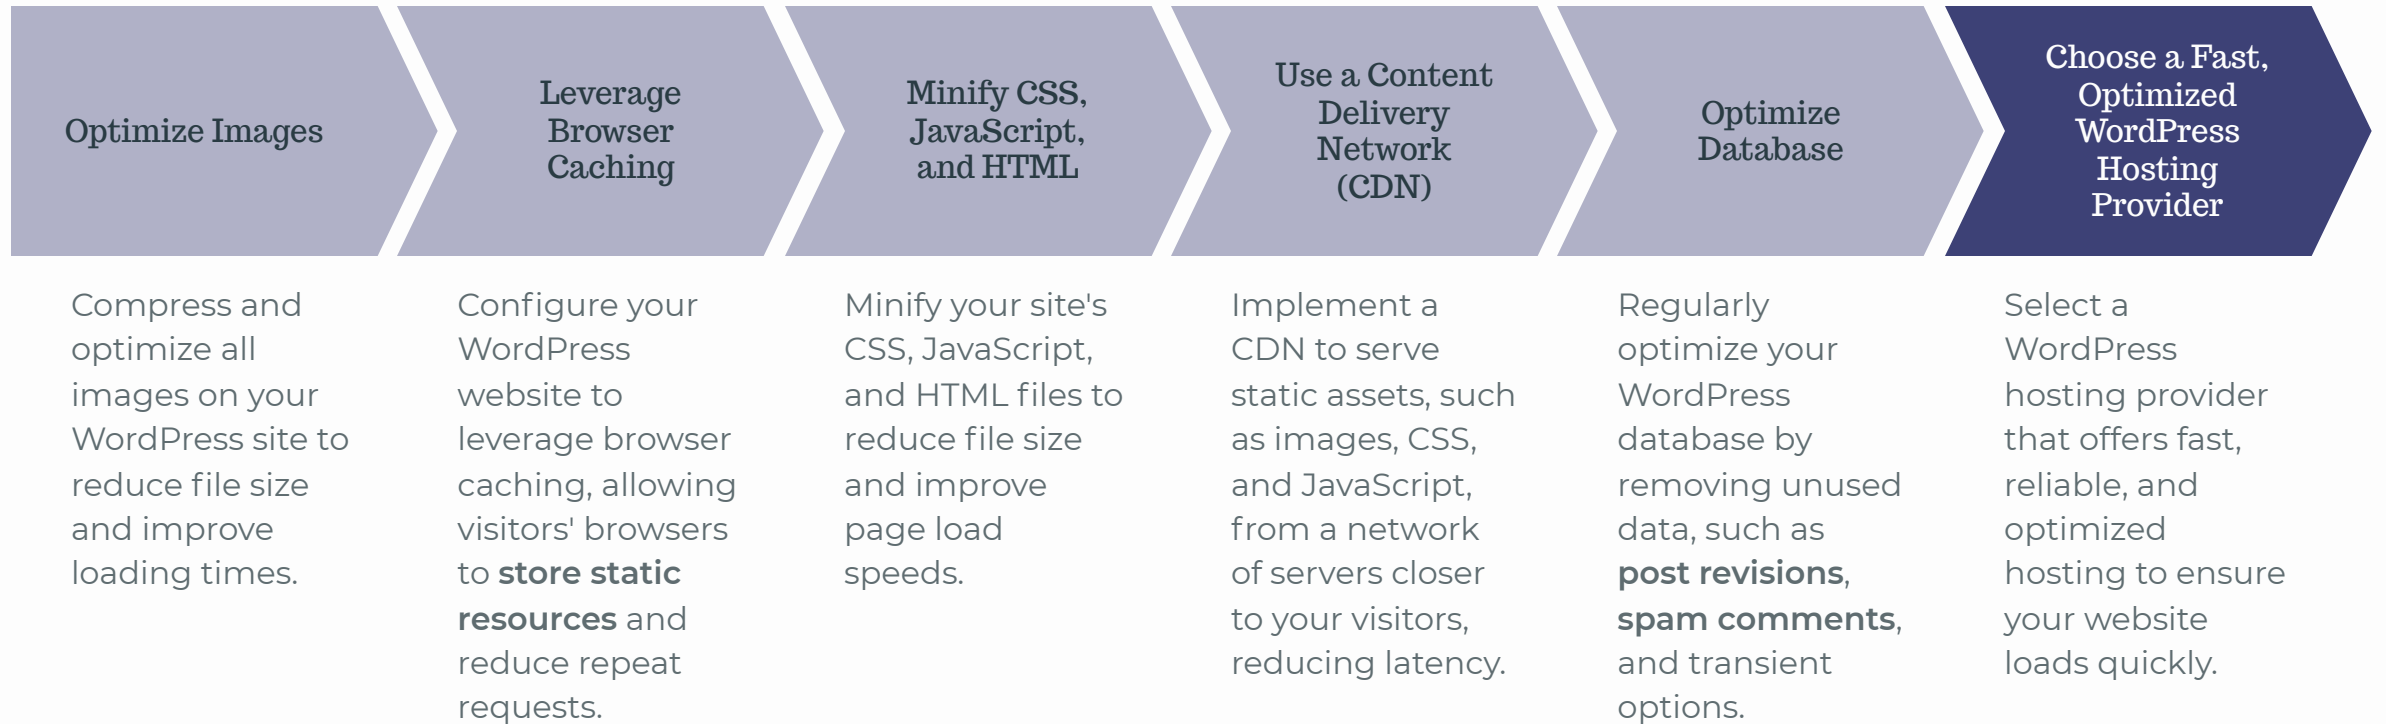 Optimize Images
Leverage
Browser
Caching
Minify CSS,
JavaScript,
and HTML
Use a Content
Delivery
Network
(CDN)
Optimize
Database
Choose a Fast,
Optimized
WordPress
Hosting
Provider
Compress and
optimize all
images on your
WordPress site to
reduce file size
and improve
loading times.
Configure your
WordPress
website to
leverage browser
caching, allowing
visitors' browsers
to store static
resources and
reduce repeat
requests.
Minify your site's
CSS, JavaScript,
and HTML files to
reduce file size
and improve
page load
speeds.
Implement a
CDN to serve
static assets, such
as images, CSS,
and JavaScript,
from a network
of servers closer
to your visitors,
reducing latency.
Regularly
optimize your
WordPress
database by
removing unused
data, such as
post revisions,
spam comments,
and transient
options.
Select a
WordPress
hosting provider
that offers fast,
reliable, and
optimized
hosting to ensure
your website
loads quickly.